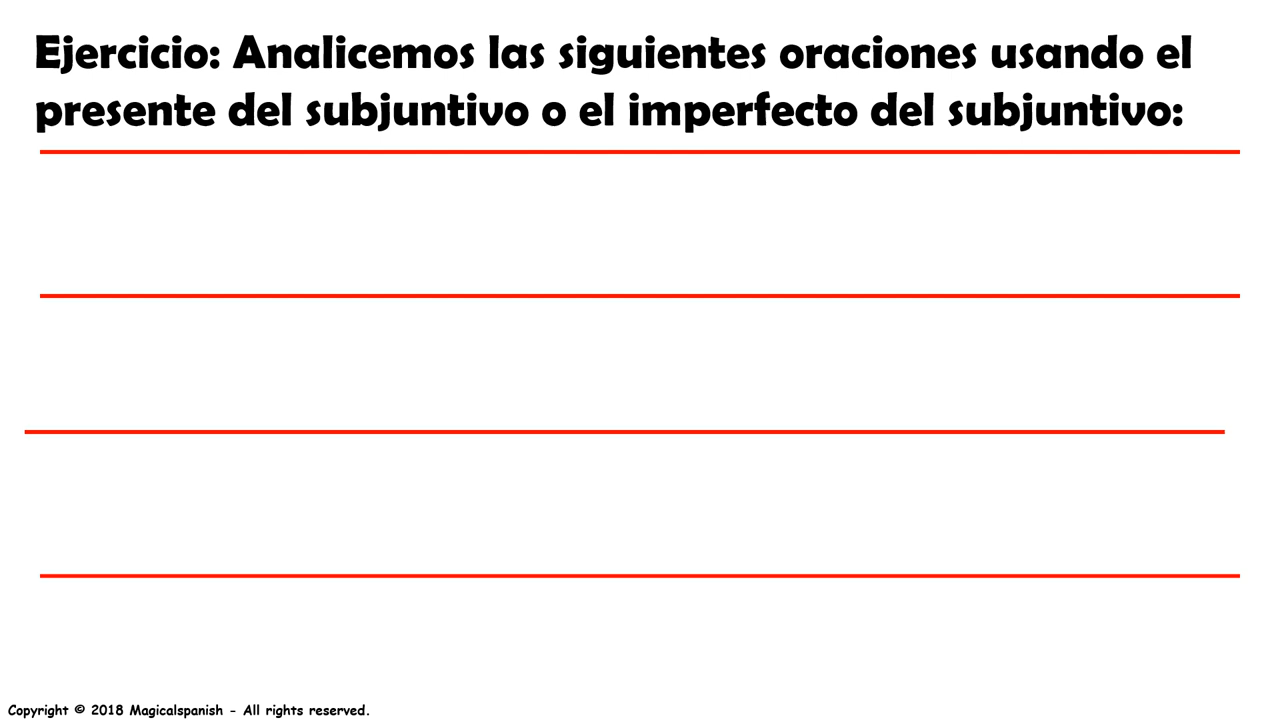 Ejercicio: Analicemos las siguientes oraciones usando el
presente del subjuntivo o el imperfecto del subjuntivo:
Copyright © 2018 Magicalspanish - All rights reserved.